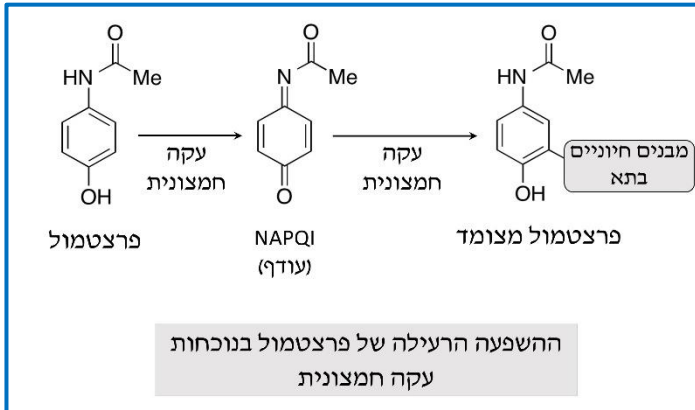 O
HN
Me
OH
פרצטמול
עקה
חמצונית
O
N
Me
O
NAPQI
(עודף)
עקה
חמצונית
O
HN
Me
OH
מבנים חיוניים
בתא
פרצטמול מצומד
ההשפעה הרעילה של פרצטמול בנוכחות
עקה חמצונית